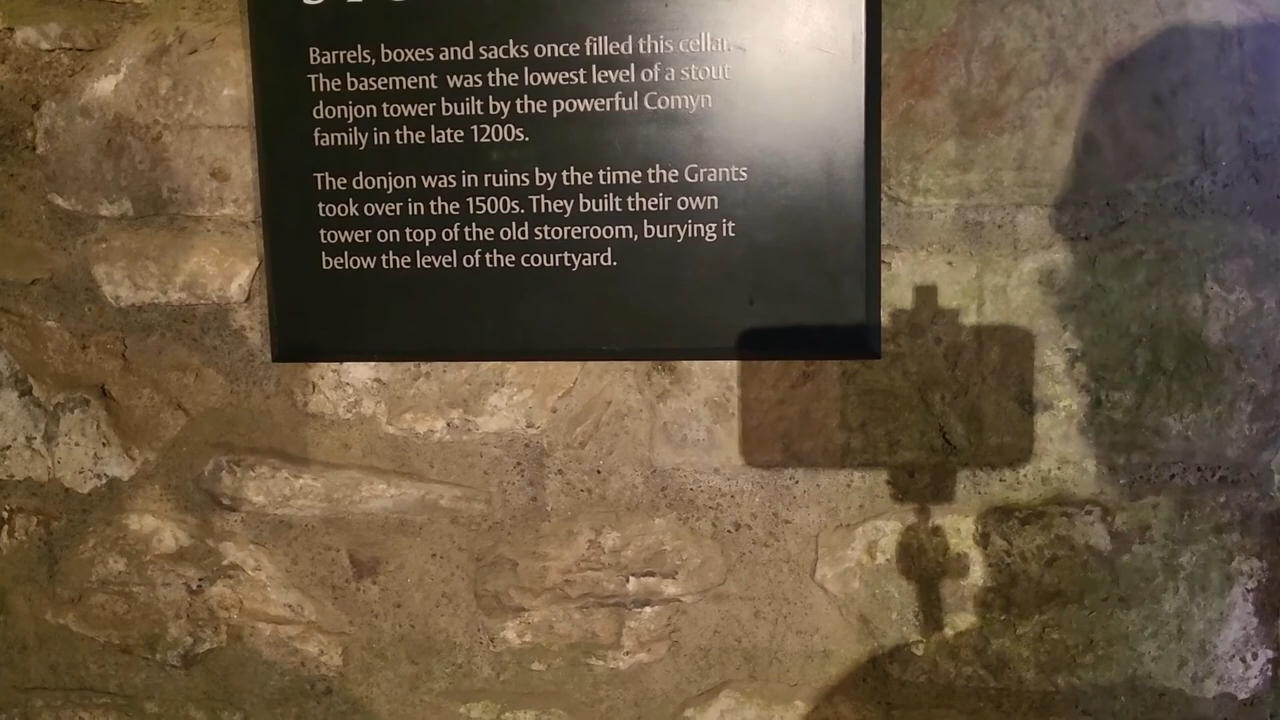 Barrels, boxes and sacks once filled this cellar.
The basement was the lowest level of a stout
donjon tower built by the powerful Comyn
family in the late 1200s.
The donjon was in ruins by the time the Grants
took over in the 1500s. They built their own
tower on top of the old storeroom, burying it
below the level of the courtyard.